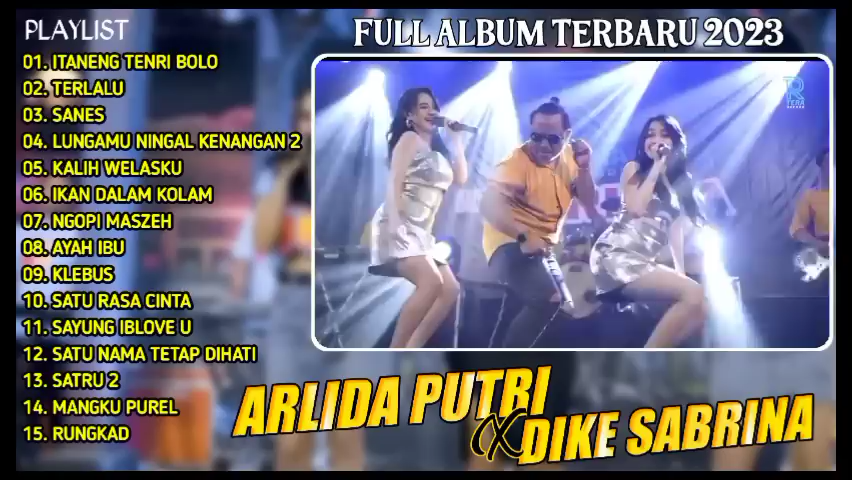 PLAYLIST
FULL ALBUM TERBARU 2023
01. ITANENG TENRI BOLO
02. TERLALU
03. SANES
04. LUNGAMU NINGAL KENANGAN 2
05. KALIH WELASKU
06. IKAN DALAM KOLAM
07. NGOPI MASZEH
08. AYAH IBU
09. KLEBUS
10. SATU RASA CINTA
11. SAYUNG IBLOVE U
12. SATU NAMA TETAP DIHATI
13. SATRU 2
14. MANGKU PUREL
15. RUNGKAD
ARLIDA PUTRI
X DIKE SABRINA